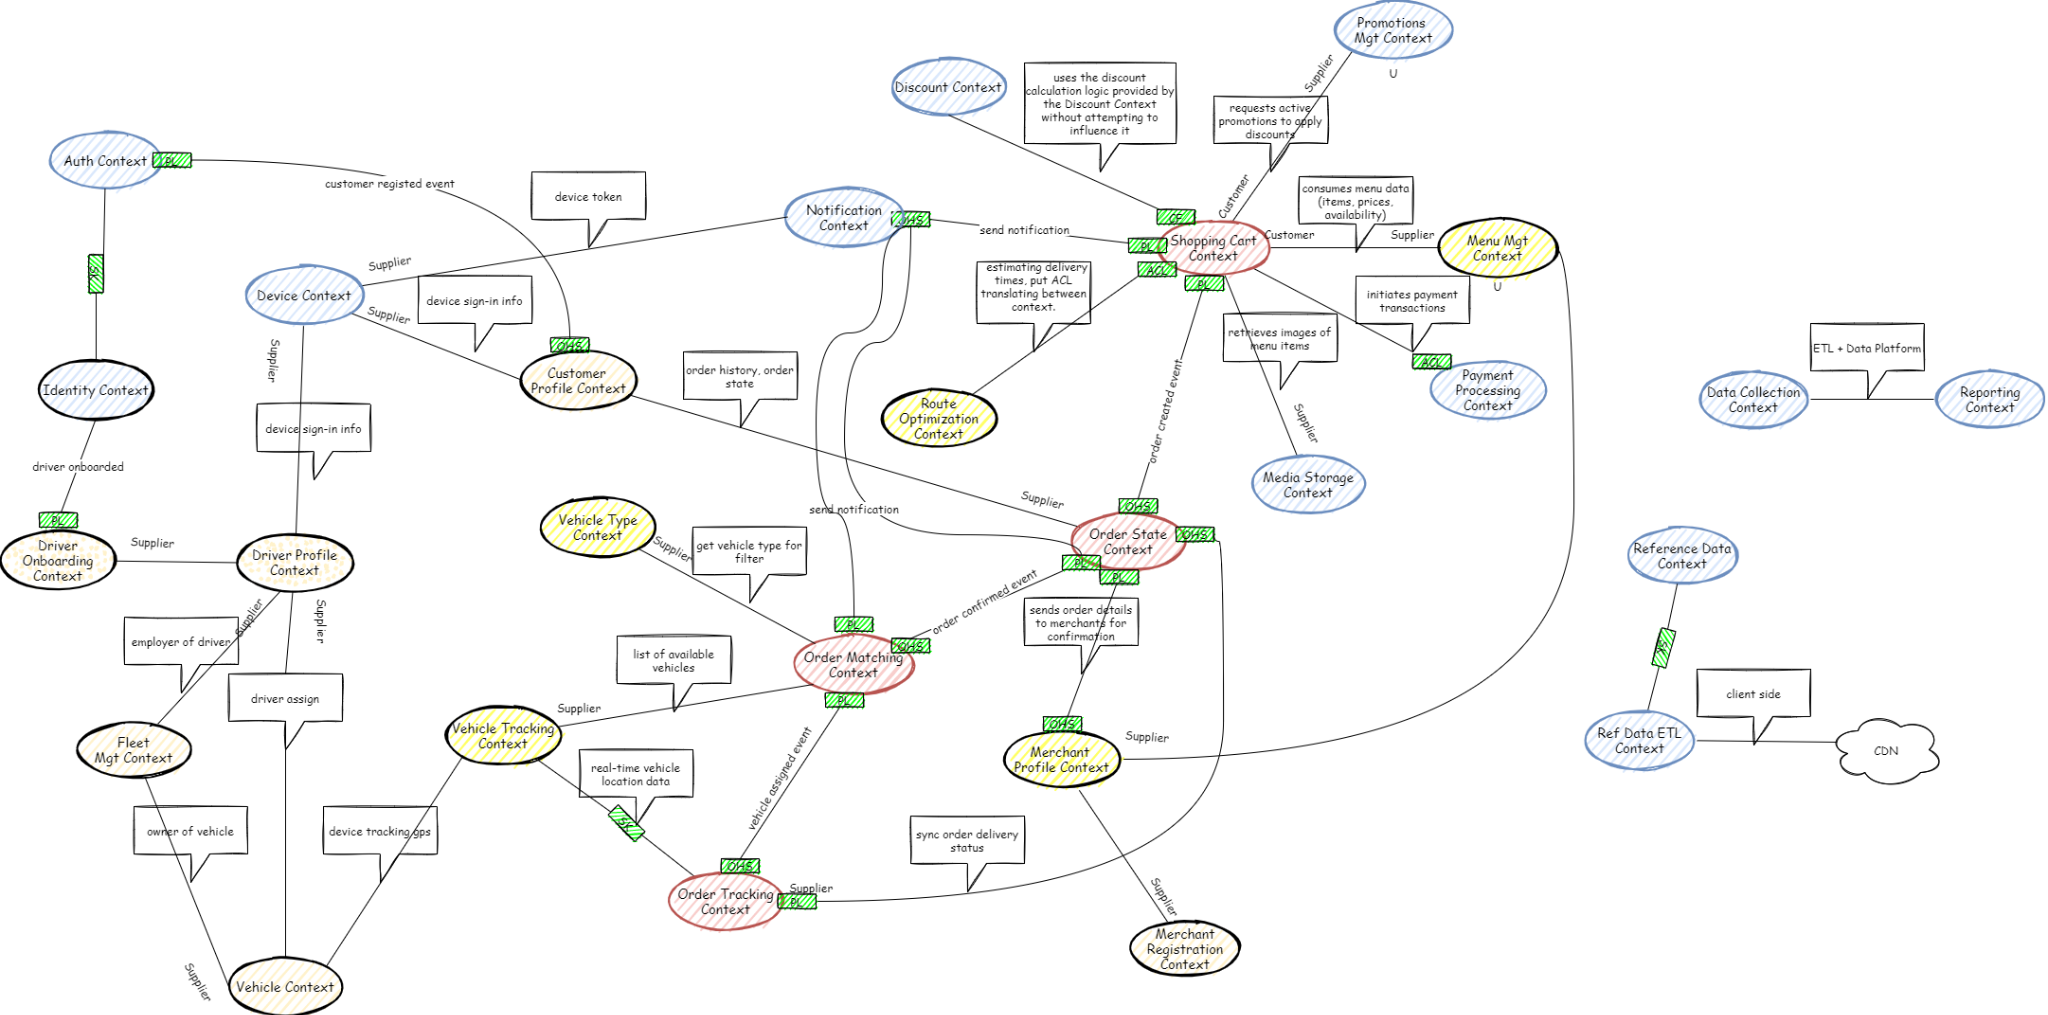 Promotions
Mgt Context
U
Supplier
Discount Context
uses the discount
calculation logic provided by
the Discount Context
without attempting to
influence it
requests active
promotions to apply
discounts
Auth Context
PL
customer registed event
device token
Notification
Context
OHS
send notification
CF
Customer
PL
Shopping Cart
Context
ACL
PL
Customer
consumes menu data
(items, prices,
availability)
Supplier
Menu Mgt
Context
U
SK
Device Context
Supplier
device sign-in info
Supplier
Supplier
estimating delivery
times, put ACL
translating between
context.
initiates payment
transactions
retrieves images of
menu items
ACL
Payment
Processing
Context
OHS
Customer
Profile Context
order history, order
state
Identity Context
Route
Optimization
Context
order created event
Supplier
Media Storage
Context
ETL + Data Platform
Data Collection
Context
Reporting
Context
device sign-in info
driver onboarded
PL
Driver
Onboarding
Context
Supplier
Driver Profile
Context
Vehicle Type
Context
Supplier
get vehicle type for
filter
send notification
Supplier
OHS
Order State
Context
OHS
PL
PL
order confirmed event
sends order details
to merchants for
confirmation
Reference Data
Context
SK
employer of driver
Supplier
Supplier
driver assign
list of available
vehicles
PL
Order Matching
Context
OHS
PL
Supplier
Vehicle Tracking
Context
Fleet
Mgt Context
real-time vehicle
location data
SK
vehicle assigned event
OHS
Merchant
Profile Context
Supplier
Ref Data ETL
Context
client side
CDN
owner of vehicle
device tracking gps
sync order delivery
status
OHS
Order Tracking
Context
Supplier
PL
Supplier
Merchant
Registration
Context
Supplier
Vehicle Context